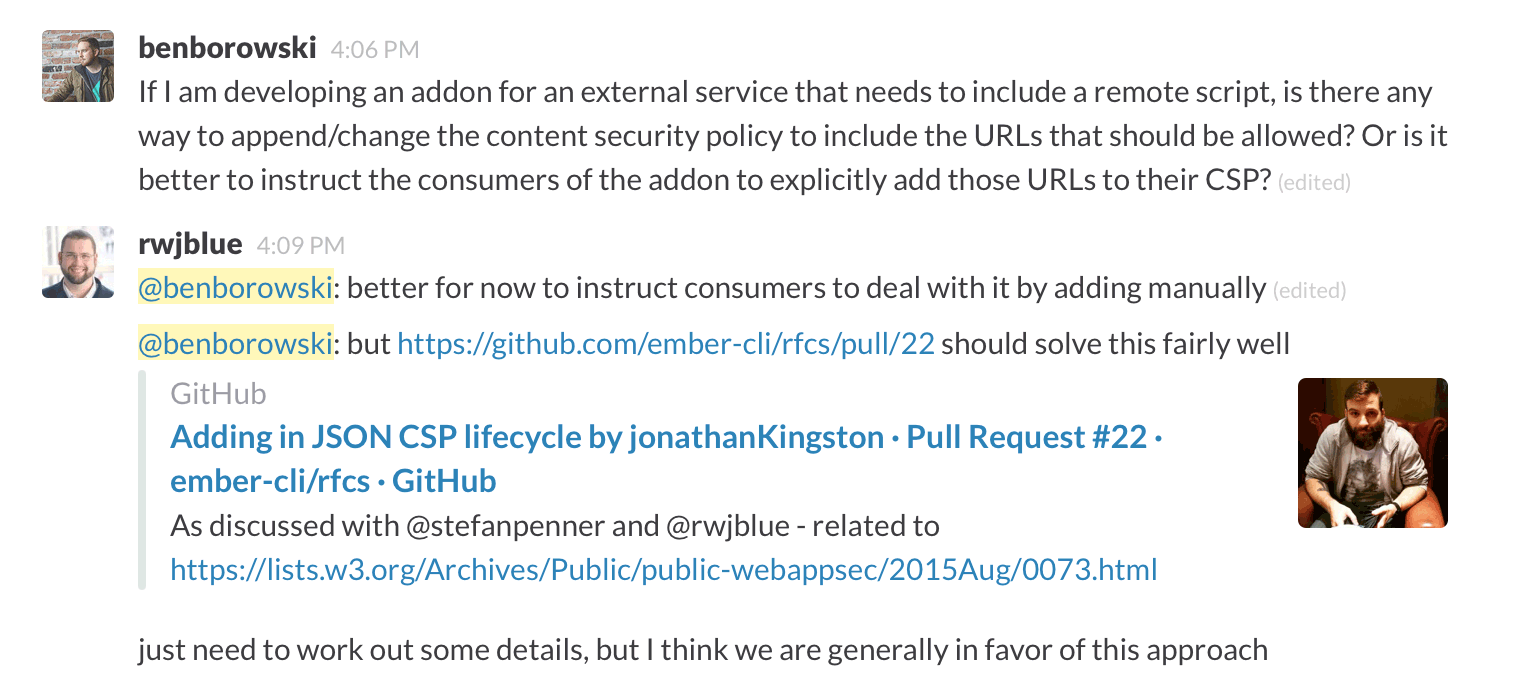 benborowski 4:06 PM
If I am developing an addon for an external service that needs to include a remote script, is there any
way to append/change the content security policy to include the URLs that should be allowed? Or is it
better to instruct the consumers of the addon to explicitly add those URLs to their CSP? (edited)
rwjblue 4:09 PM
@benborowski: better for now to instruct consumers to deal with it by adding manually (edited)
@benborowski: but https://github.com/ember-cli/rfcs/pull/22 should solve this fairly well
GitHub
Adding in JSON CSP lifecycle by jonathanKingston · Pull Request #22 ·
ember-cli/rfcs · GitHub
As discussed with @stefanpenner and @rwjblue - related to
https://lists.w3.org/Archives/Public/public-webappsec/2015Aug/0073.html
just need to work out some details, but I think we are generally in favor of this approach